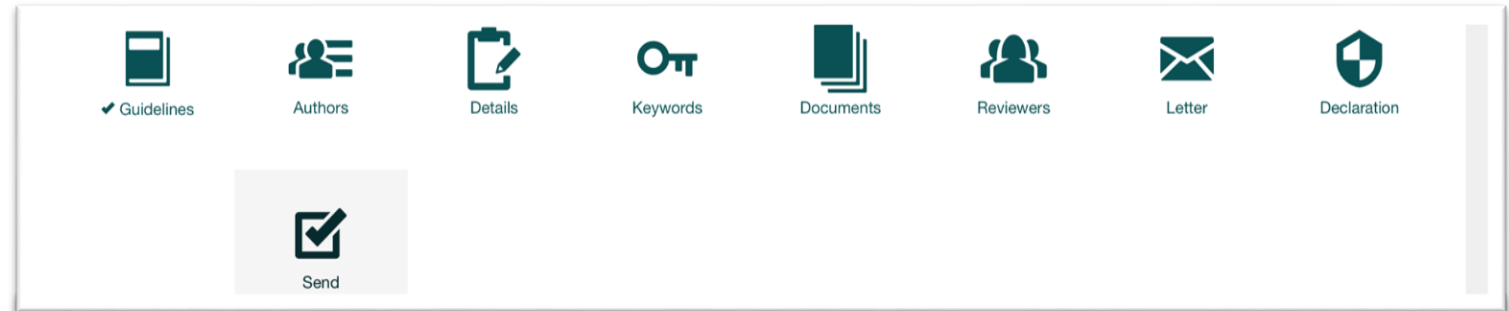 Guidelines
Authors
Details
Keywords
Documents
Reviewers
Letter
Declaration
Send